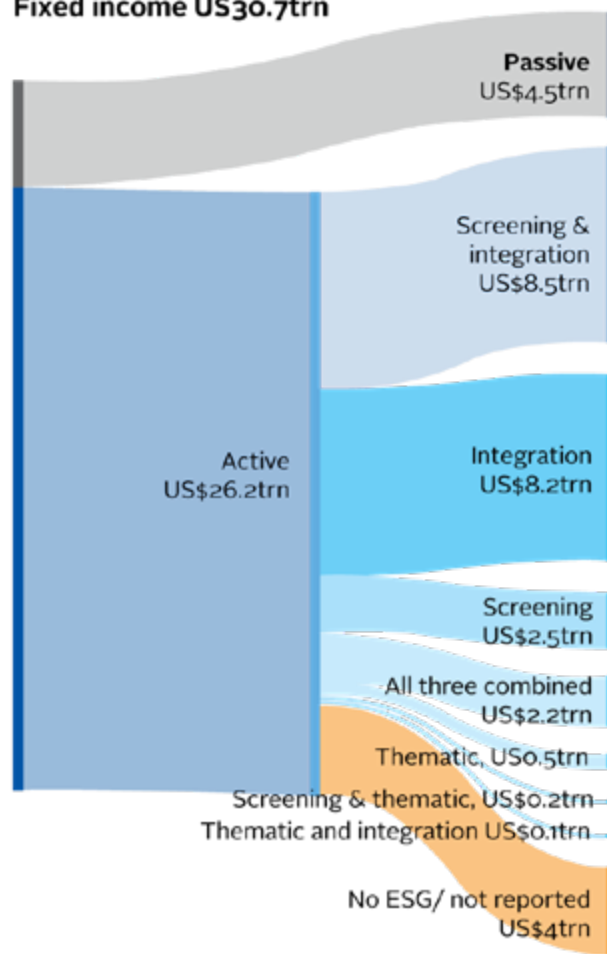 Fixed income US30.7trn
Passive
US$4.5trn
Screening &
integration
US$8.5trn
Active
US$26.2trn
Integration
US$8.2trn
Screening
US$2.5trn
All three combined
US$2.2trn
Thematic, US0.5trn
Screening & thematic, US$0.2trn
Thematic and integration US$0.1trn
No ESG/ not reported
US$4trn